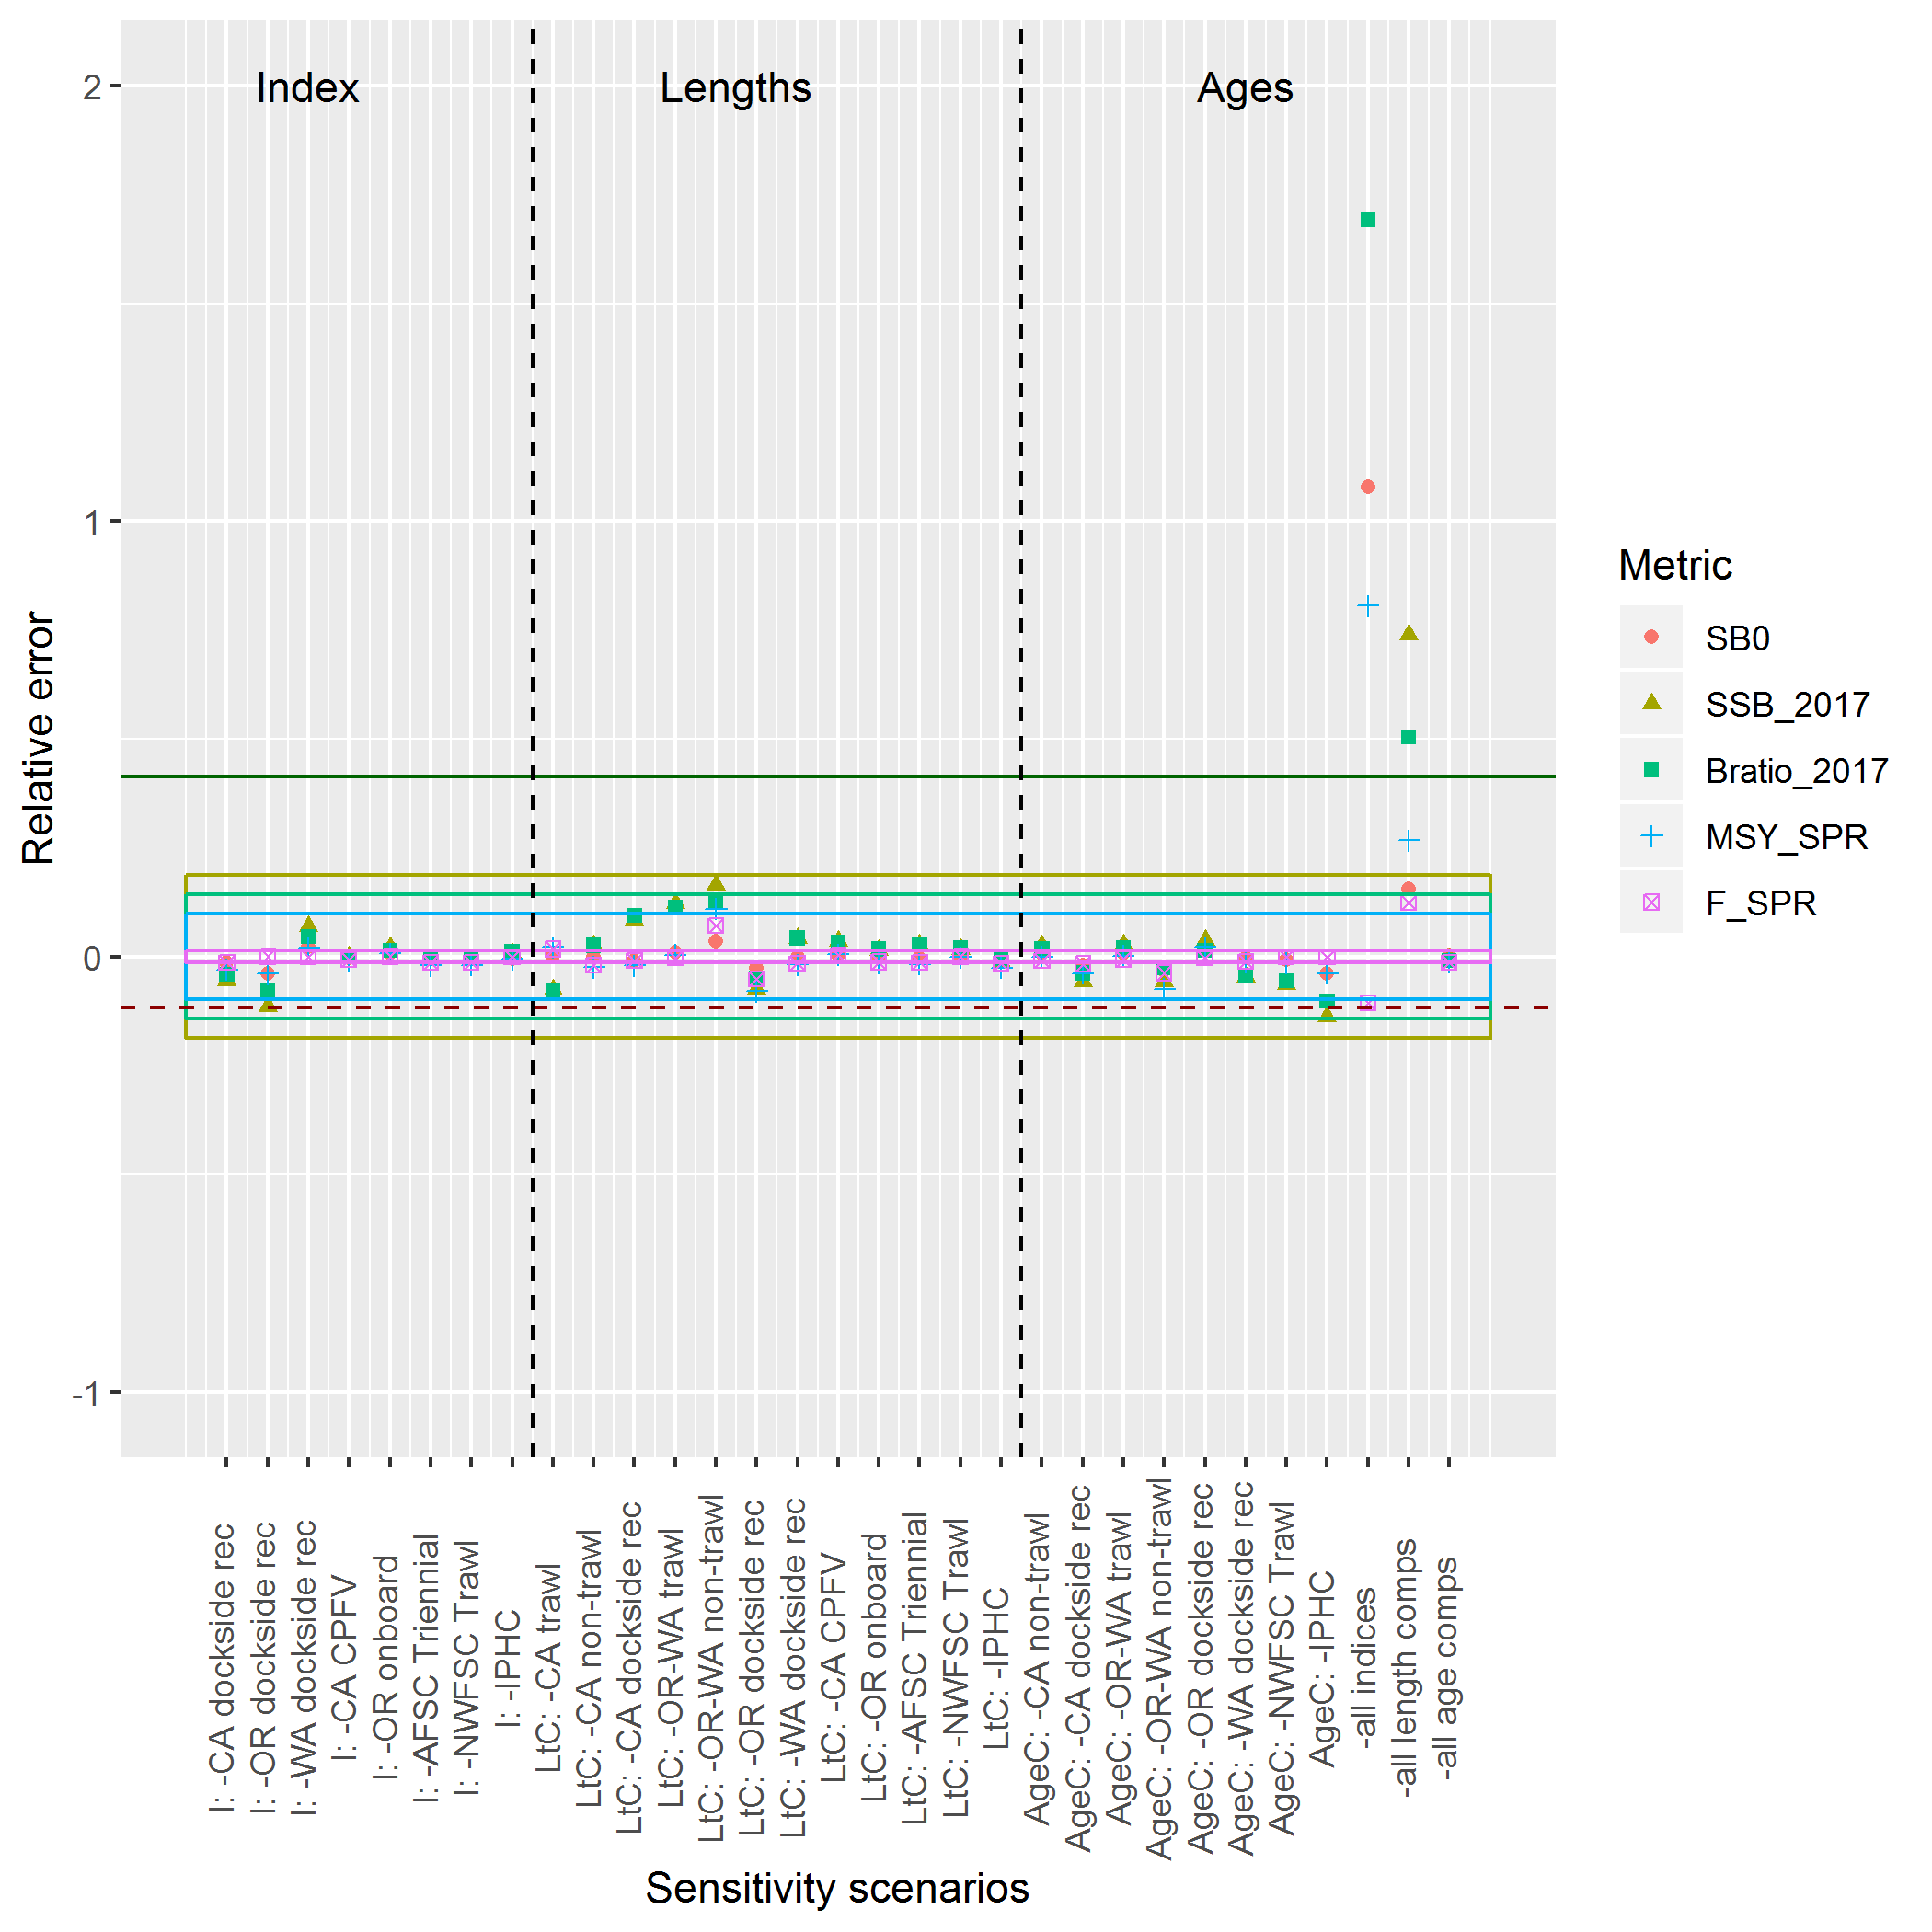 Index
Lengths
Ages
2
1
0
-1
Relative error
Metric
SB0
SSB_2017
Bratio_2017
MSY_SPR
F_SPR
I: -CA dockside rec
I: -OR dockside rec
I: -WA dockside rec
I: -CA CPFV
I: -OR onboard
I: -AFSC Triennial
I: -NWFSC Trawl
I: -IPHC
LtC: -CA trawl
LtC: -CA non-trawl
LtC: -CA dockside rec
LtC: -OR-WA trawl
LtC: -OR-WA non-trawl
LtC: -OR dockside rec
LtC: -WA dockside rec
LtC: -CA CPFV
LtC: -OR onboard
LtC: -AFSC Triennial
LtC: -NWFSC Trawl
LtC: -IPHC
AgeC: -CA non-trawl
AgeC: -CA dockside rec
AgeC: -OR-WA trawl
AgeC: -OR-WA non-trawl
AgeC: -OR dockside rec
AgeC: -WA dockside rec
AgeC: -NWFSC Trawl
AgeC: -IPHC
-all indices
-all length comps
-all age comps
Sensitivity scenarios